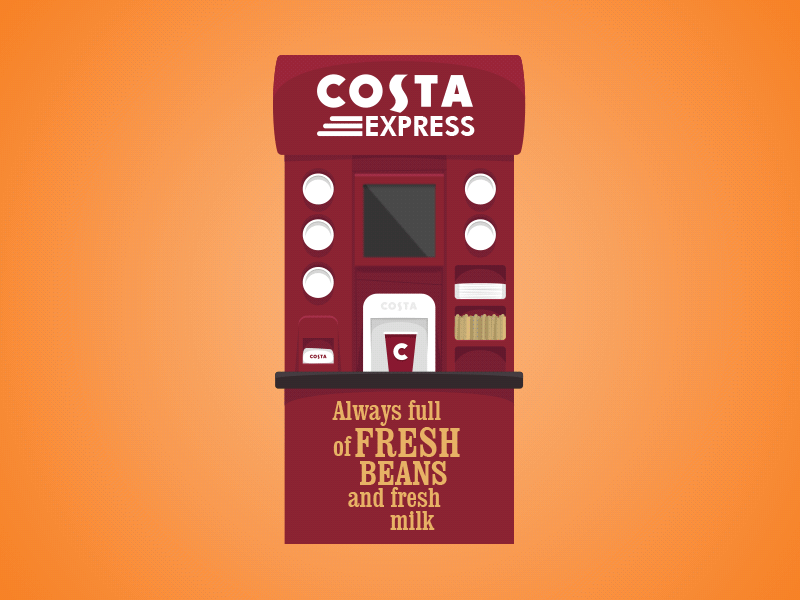 COSTA
EXPRESS
COSTA
COSTA
C
Always full
of FRESH
BEANS
and fresh
milk